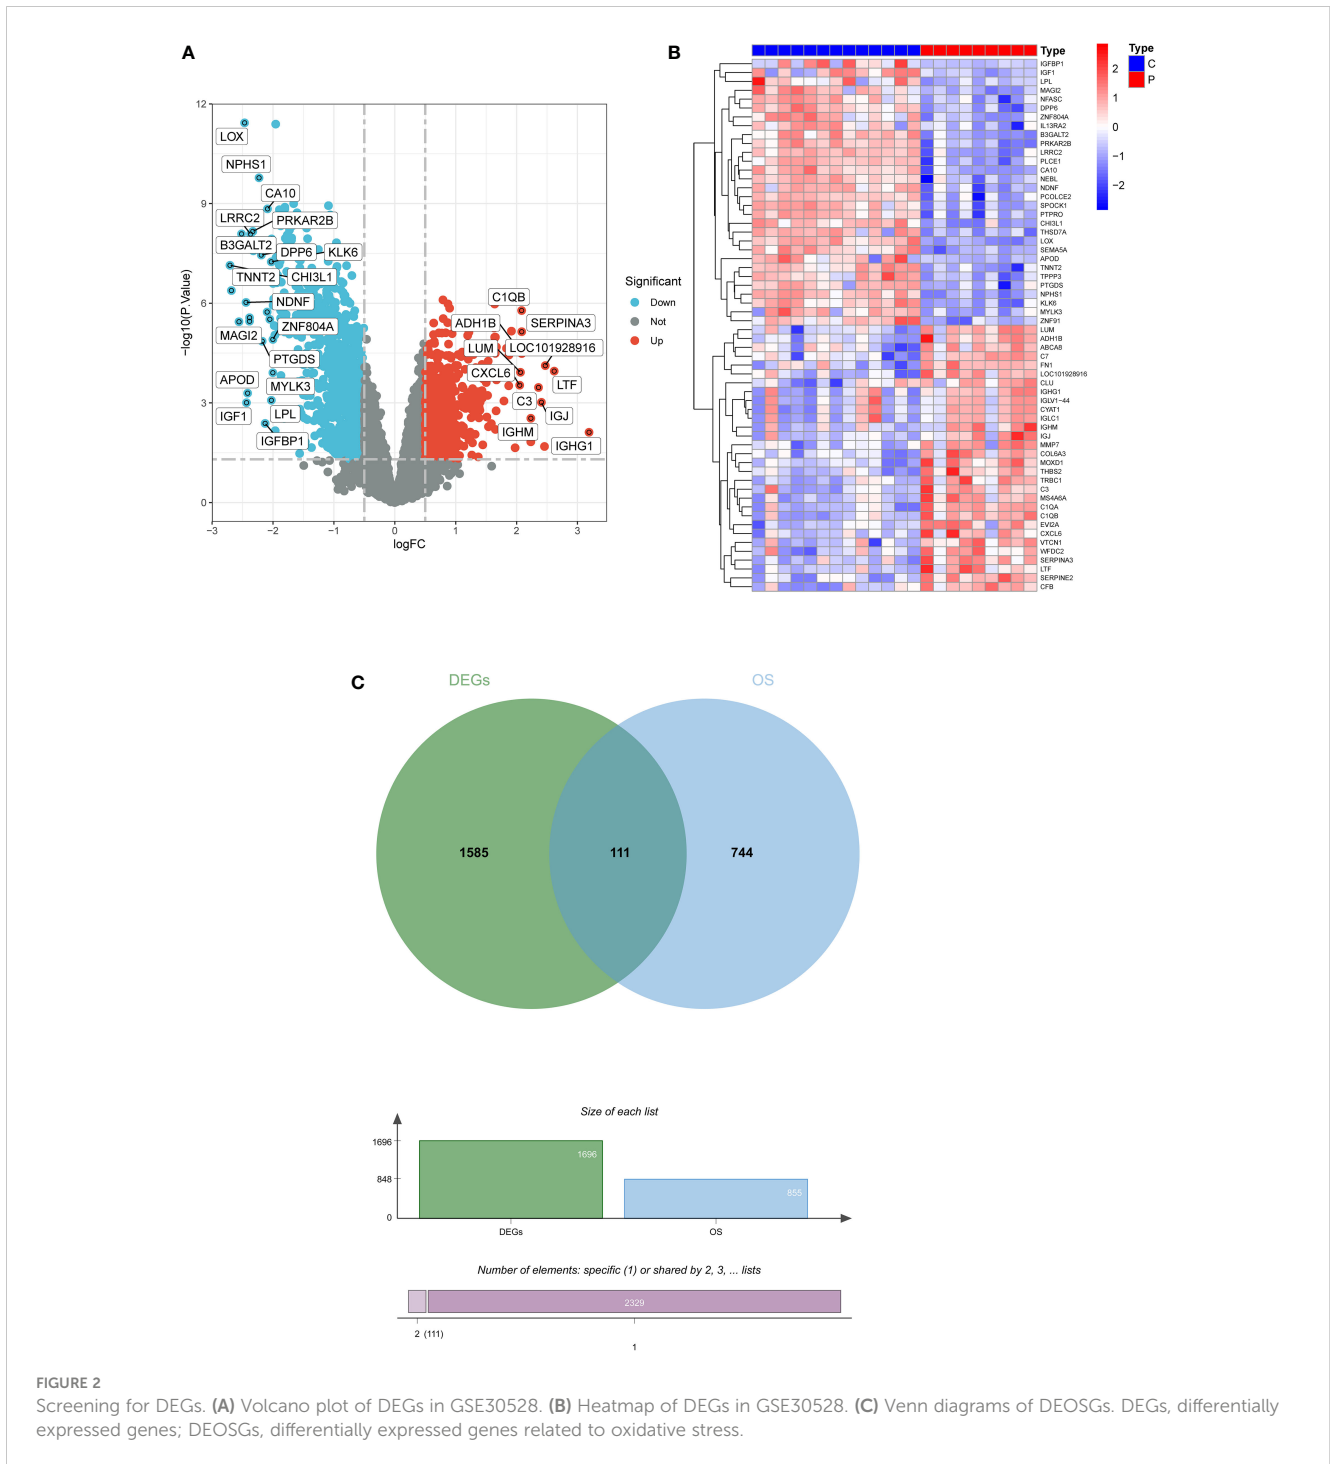 A
12
9
6
3
0
−log10(P.Value)
−3
−2
−1
0
1
2
3
logFC
LOX
NPHS1
CA10
LRRC2
PRKAR2B
B3GALT2
DPP6
KLK6
TNNT2
CHI3L1
NDNF
ZNF804A
MAGI2
PTGDS
APOD
MYLK3
IGF1
LPL
IGFBP1
C1QB
ADH1B
SERPINA3
LUM
LOC101928916
CXCL6
LTF
C3
IGJ
IGHM
IGHG1
Significant
Down
Not
Up
B
Type
IGFBP1
IGF1
LPL
MAGI2
NFASC
DPP6
ZNF804A
IL13RA2
B3GALT2
PRKAR2B
LRRC2
PLCE1
CA10
NEBL
NDNF
PCOLCE2
SPOCK1
PTPRO
CHI3L1
THSD7A
LOX
SEMA5A
APOD
TNNT2
TPPP3
PTGDS
NPHS1
KLK6
MYLK3
ZNF91
LUM
ADH1B
ABCA8
C7
FN1
LOC101928916
CLU
IGHG1
IGLV1−44
CYAT1
IGLC1
IGHM
IGJ
MMP7
COL6A3
MOXD1
THBS2
TRBC1
C3
MS4A6A
C1QA
C1QB
EVI2A
CXCL6
VTCN1
WFDC2
SERPINA3
LTF
SERPINE2
CFB
2
1
0
−1
−2
Type
C
P
C
DEGs
OS
1585
111
744
Size of each list
1696
848
0
1696
855
DEGs
OS
Number of elements: specific (1) or shared by 2, 3, ... lists
2329
2 (111)
1
FIGURE 2
Screening for DEGs. (A) Volcano plot of DEGs in GSE30528. (B) Heatmap of DEGs in GSE30528. (C) Venn diagrams of DEOSGs. DEGs, differentially
expressed genes; DEOSGs, differentially expressed genes related to oxidative stress.